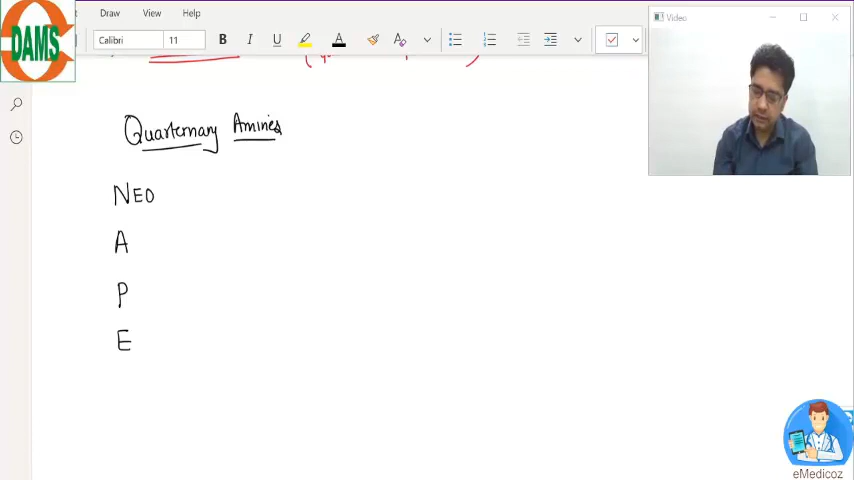 DAMS
Draw View Help
Calibri 11 B I U A A
Video
Quarternary Amines
NEO
A
P
E
eMedicoz